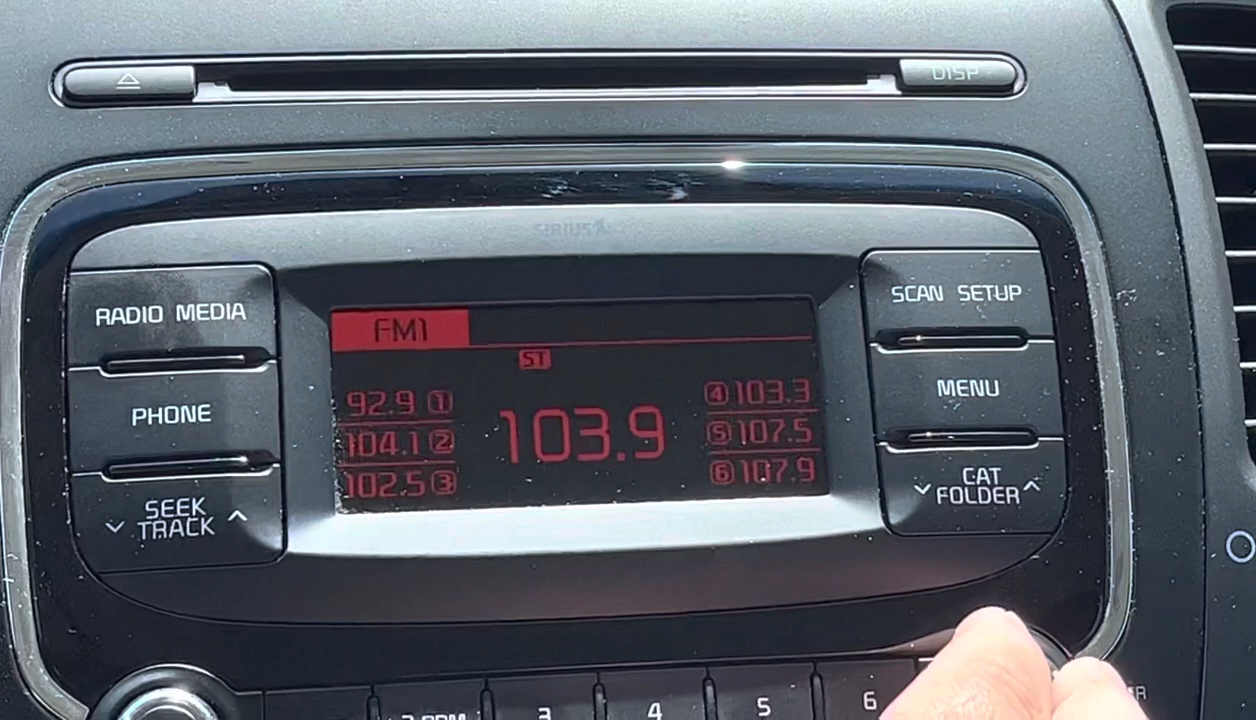 DISP
SIRIUS
RADIO MEDIA
SCAN SETUP
FM1
ST
PHONE
MENU
92.9 1
104.1 2
102.5 3
103.9
4 103.3
5 107.5
6 107.9
SEEK
TRACK
CAT
FOLDER
3
4
5
6